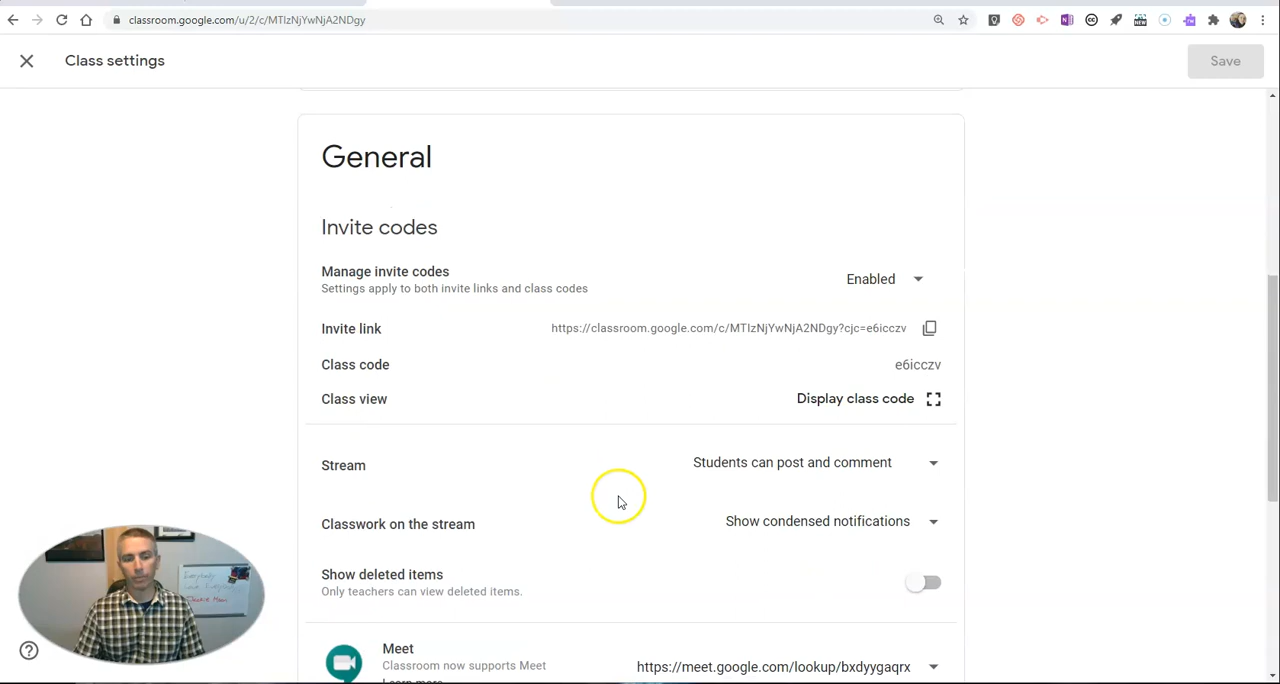 classroom.google.com/u/2/c/MTIzNjYwNjA2NDgy
Class settings
Save
General
Invite codes
Manage invite codes
Enabled
Settings apply to both invite links and class codes
Invite link
https://classroom.google.com/c/MTIzNjYwNjA2NDgy?cjc=e6icczv
Class code
e6icczv
Class view
Display class code
Stream
Students can post and comment
Classwork on the stream
Show condensed notifications
Show deleted items
Only teachers can view deleted items.
Meet
Classroom now supports Meet
https://meet.google.com/lookup/bxdyygaqrx
Learn more